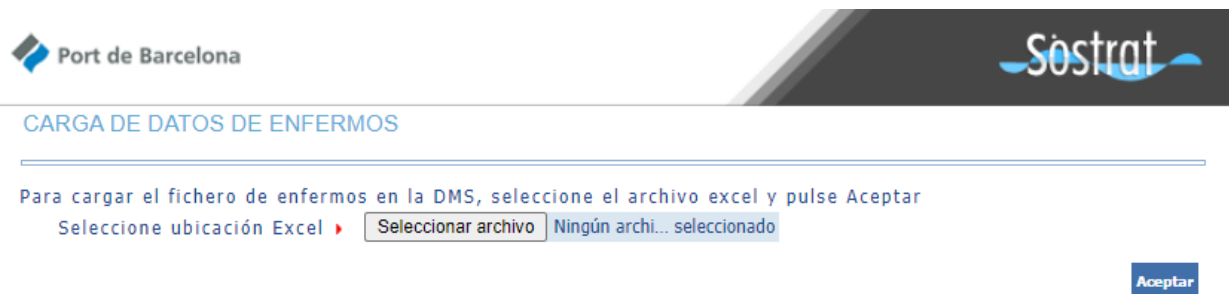 Port de Barcelona
Sòstrat
CARGA DE DATOS DE ENFERMOS
Para cargar el fichero de enfermos en la DMS, seleccione el archivo excel y pulse Aceptar
Seleccione ubicación Excel Seleccionar archivo Ningún archi... seleccionado
Aceptar